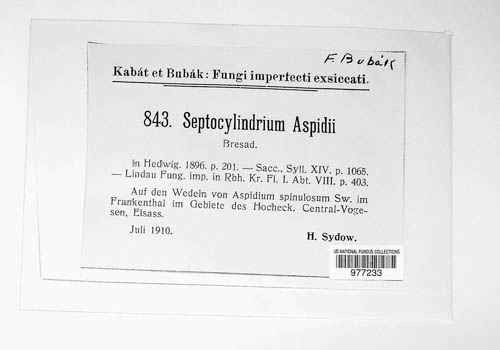 F. Bubák
Kabát et Bubák: Fungi imperfecti exsiccati.
843. Septocylindrium Aspidii
Bresad.
in Hedwig. 1896. p. 201. — Sacc., Syll. XIV. p. 1065.
— Lindau Fung. imp. in Rbh. Kr. Fl. I. Abt. VIII. p. 403.
Auf den Wedeln von Aspidium spinulosum Sw. im
Frankenthal im Gebiete des Hocheck. Central-Voge-
sen, Elsass.
Juli 1910.
H. Sydow.
US NATIONAL FUNGUS COLLECTIONS
977233